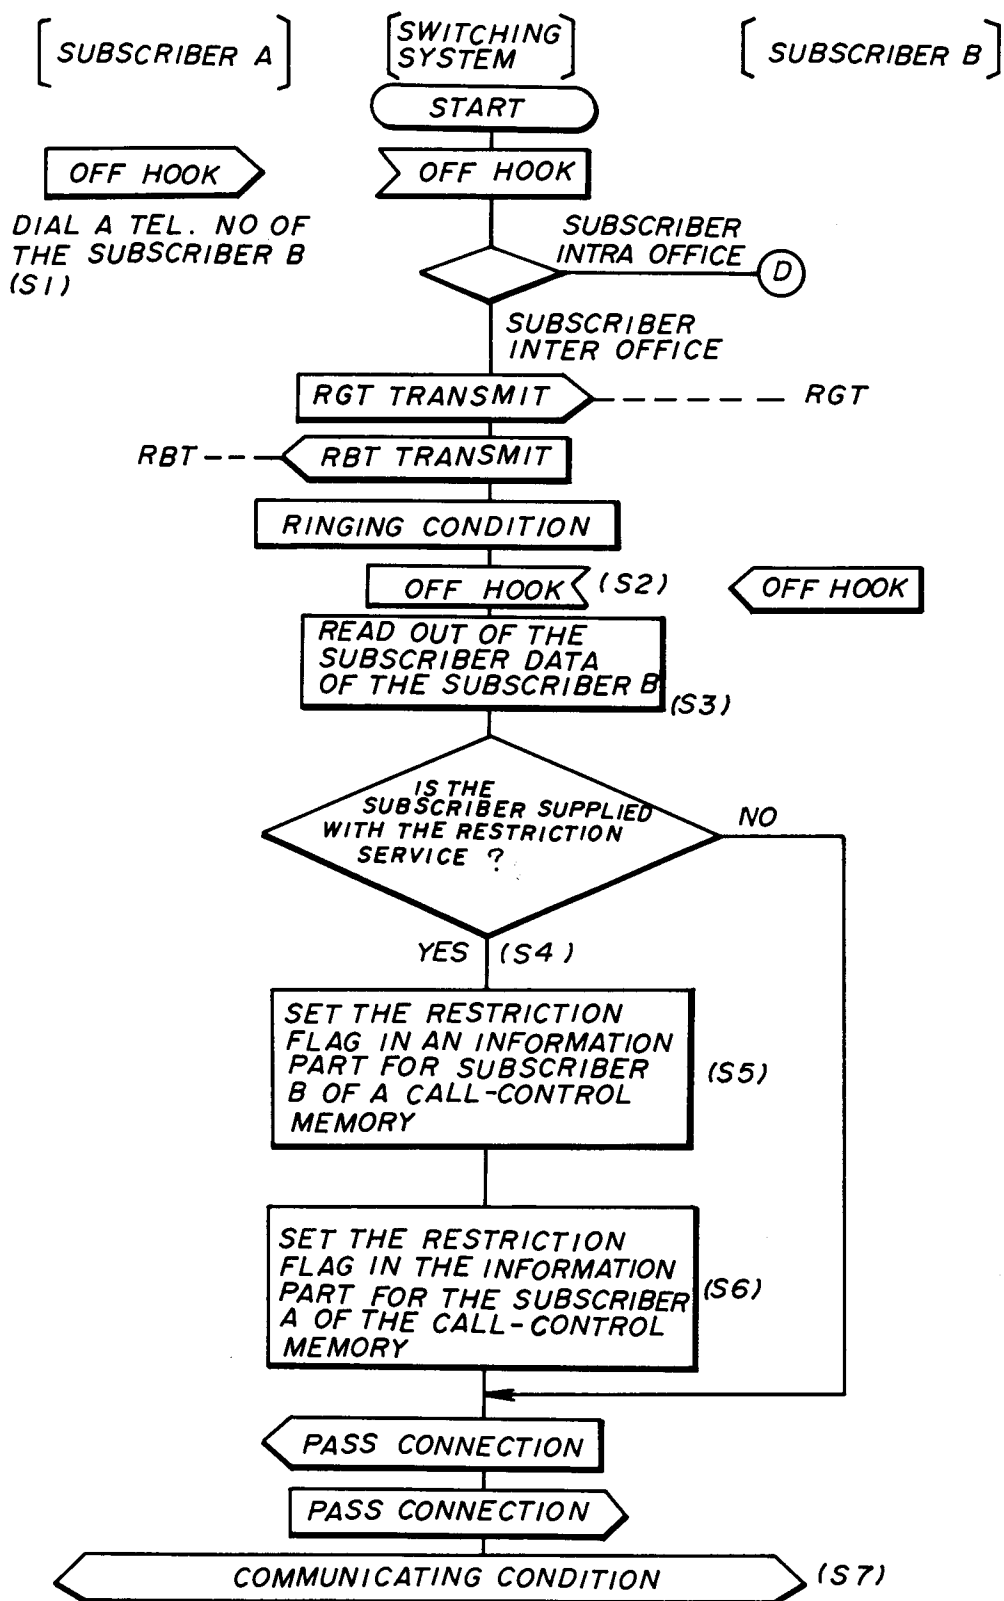 [SUBSCRIBER A]
[SWITCHING
SYSTEM]
[SUBSCRIBER B]
START
OFF HOOK
OFF HOOK
DIAL A TEL. NO OF
THE SUBSCRIBER B
(S1)
SUBSCRIBER
INTRA OFFICE
D
SUBSCRIBER
INTER OFFICE
RGT TRANSMIT
RGT
RBT
RBT TRANSMIT
RINGING CONDITION
OFF HOOK
(S2)
OFF HOOK
READ OUT OF THE
SUBSCRIBER DATA
OF THE SUBSCRIBER B
(S3)
IS THE
SUBSCRIBER SUPPLIED
WITH THE RESTRICTION
SERVICE ?
NO
YES
(S4)
SET THE RESTRICTION
FLAG IN AN INFORMATION
PART FOR SUBSCRIBER
B OF A CALL-CONTROL
MEMORY
(S5)
SET THE RESTRICTION
FLAG IN THE INFORMATION
PART FOR THE SUBSCRIBER
A OF THE CALL-CONTROL
MEMORY
(S6)
PASS CONNECTION
PASS CONNECTION
COMMUNICATING CONDITION
(S7)